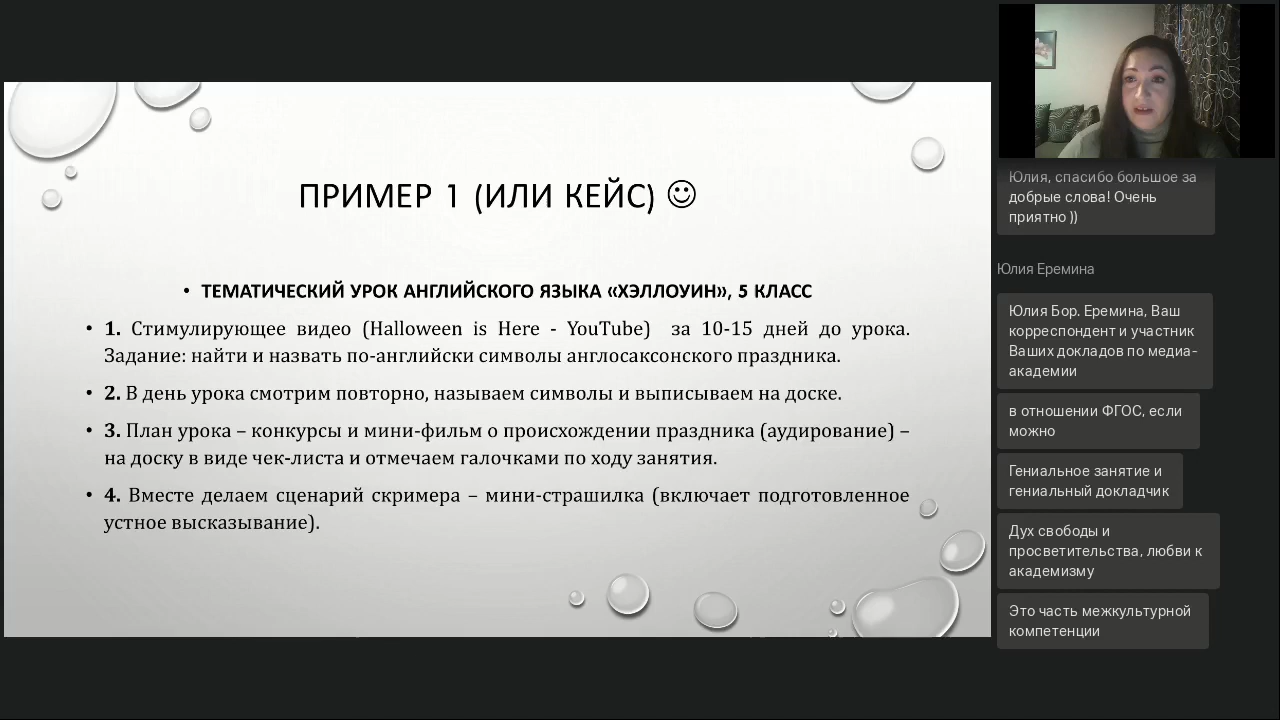 ПРИМЕР 1 (ИЛИ КЕЙС) ☺
• ТЕМАТИЧЕСКИЙ УРОК АНГЛИЙСКОГО ЯЗЫКА «ХЭЛЛОУИН», 5 КЛАСС
• 1. Стимулирующее видео (Halloween is Here - YouTube) за 10-15 дней до урока.
Задание: найти и назвать по-английски символы англосаксонского праздника.
• 2. В день урока смотрим повторно, называем символы и выписываем на доске.
• 3. План урока – конкурсы и мини-фильм о происхождении праздника (аудирование) –
на доску в виде чек-листа и отмечаем галочками по ходу занятия.
• 4. Вместе делаем сценарий скримера – мини-страшилка (включает подготовленное
устное высказывание).
Юлия, спасибо большое за
добрые слова! Очень
приятно ))
Юлия Еремина
Юлия Бор. Еремина, Ваш
корреспондент и участник
Ваших докладов по медиа-
академии
в отношении ФГОС, если
можно
Гениальное занятие и
гениальный докладчик
Дух свободы и
просветительства, любви к
академизму
Это часть межкультурной
компетенции